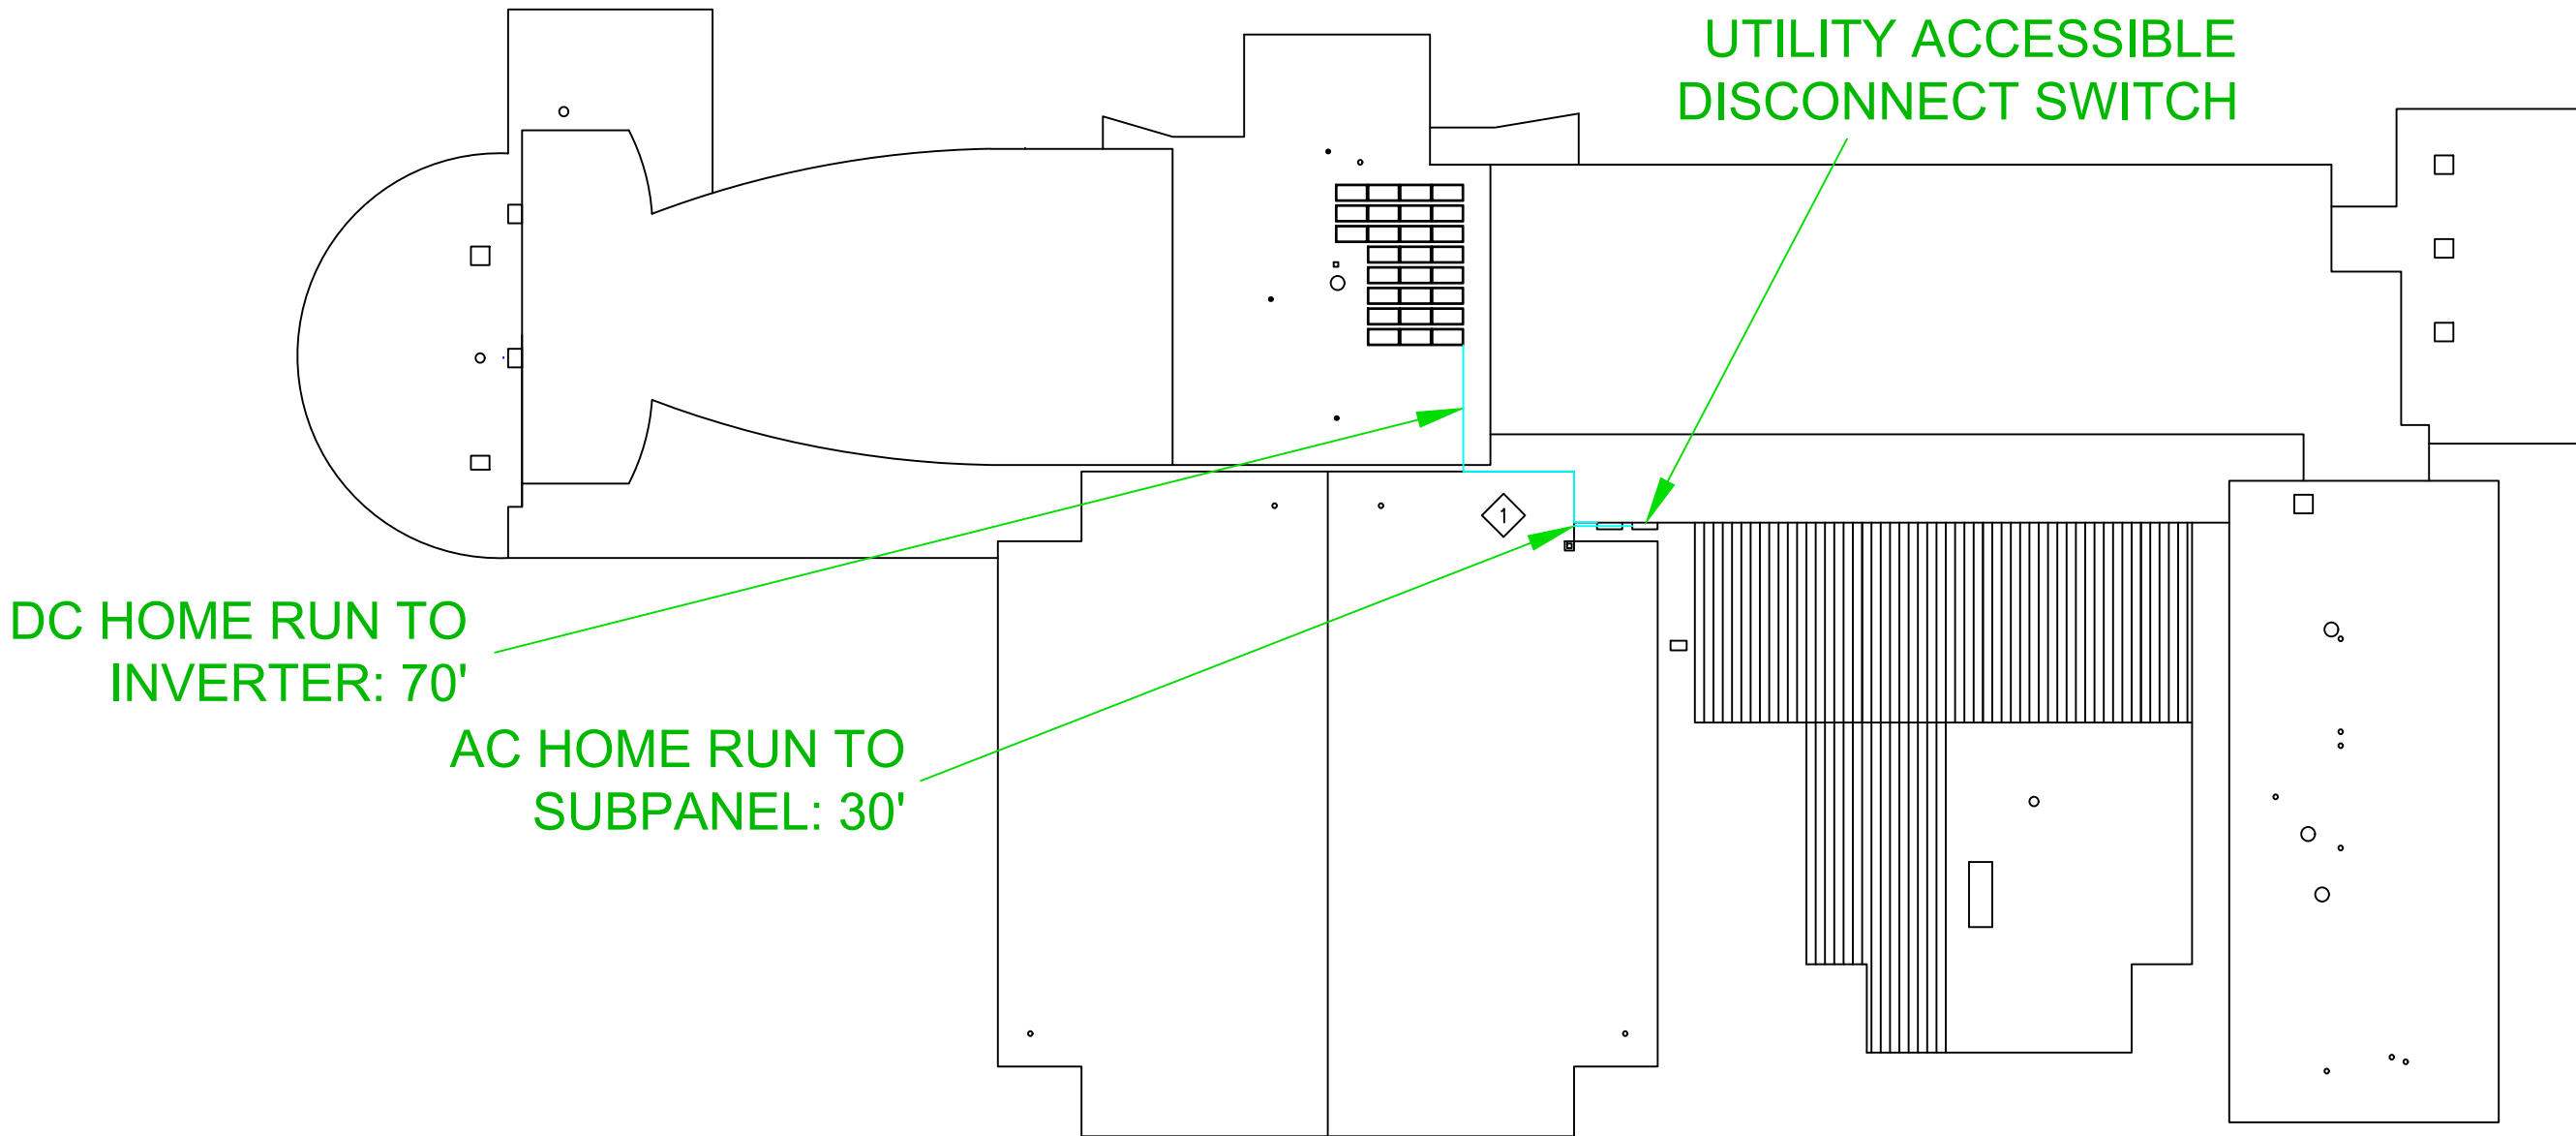 UTILITY ACCESSIBLE
DISCONNECT SWITCH
1
DC HOME RUN TO
INVERTER: 70'
AC HOME RUN TO
SUBPANEL: 30'